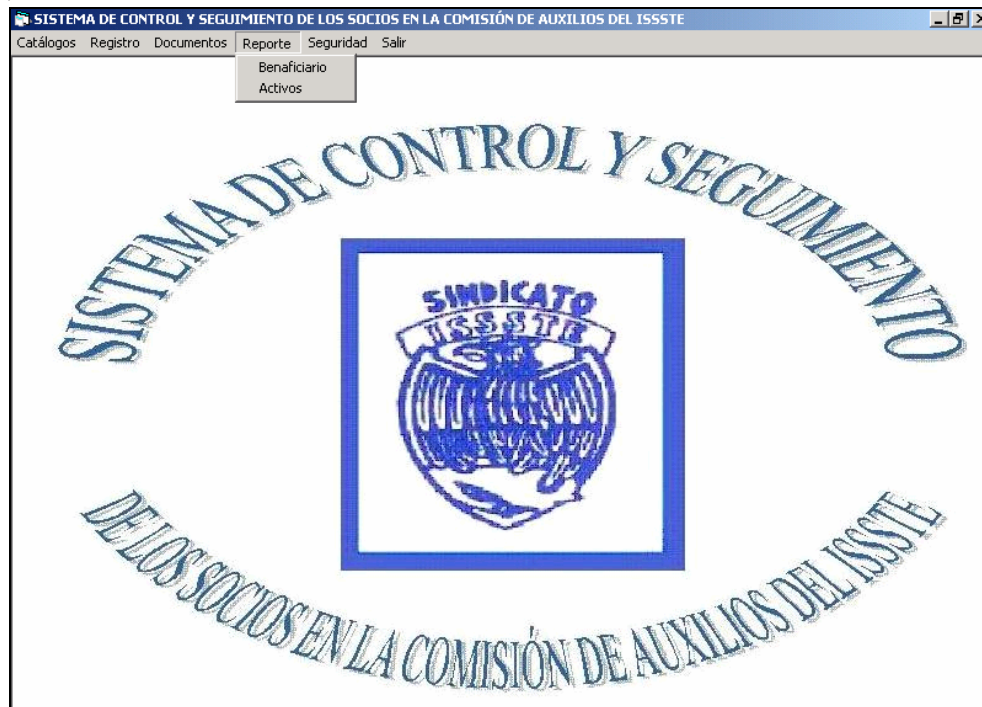 SISTEMA DE CONTROL Y SEGUIMIENTO DE LOS SOCIOS EN LA COMISIÓN DE AUXILIOS DEL ISSSTE
Catálogos Registro Documentos Reporte Seguridad Salir
Benaficiario
Activos
SISTEMA DE CONTROL Y SEGUIMIENTO
SINDICATO
ISSSTE
DE LOS SOCIOS EN LA COMISIÓN DE AUXILIOS DEL ISSSTE